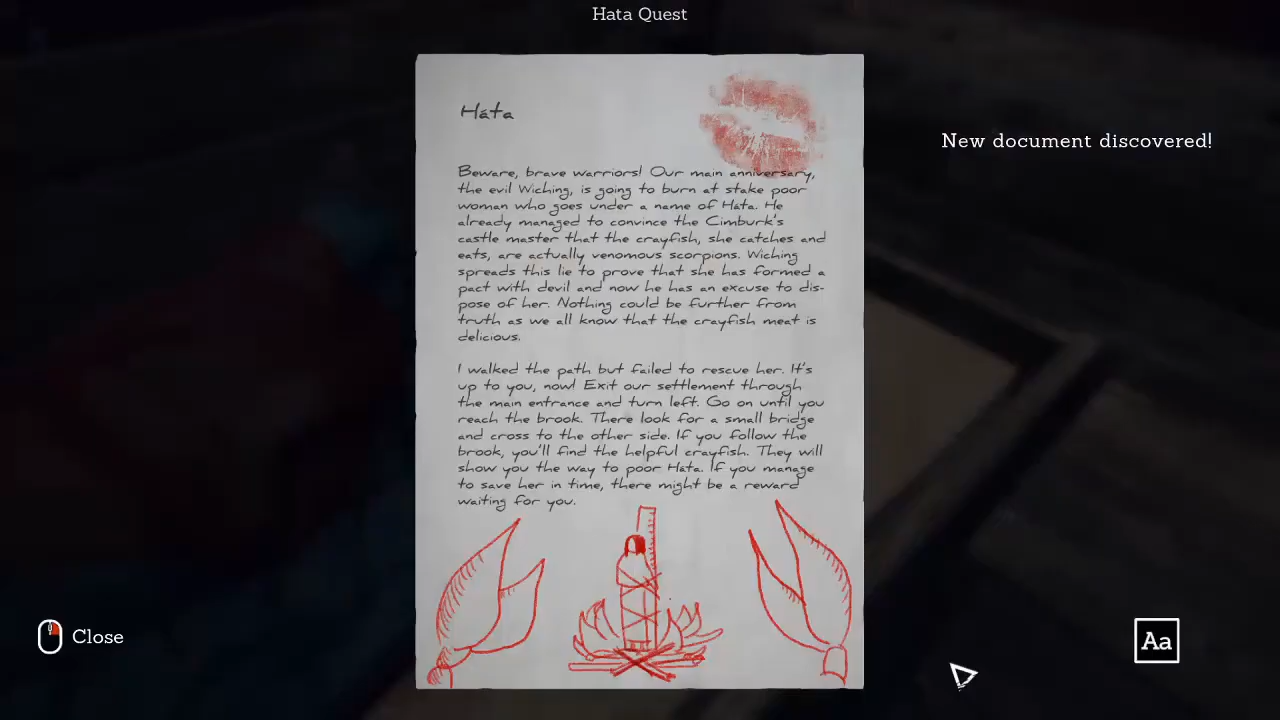 Hata Quest
Háta
New document discovered!
Beware, brave warriors! Our main anniversary,
the evil Wiching, is going to burn at stake poor
woman who goes under a name of Háta. He
already managed to convince the Cimburk's
castle master that the crayfish, she catches and
eats, are actually venomous scorpions. Wiching
spreads this lie to prove that she has formed a
pact with devil and now he has an excuse to dis-
pose of her. Nothing could be further from
truth as we all know that the crayfish meat is
delicious.
I walked the path but failed to rescue her. It's
up to you, now! Exit our settlement through
the main entrance and turn left. Go on until you
reach the brook. There look for a small bridge
and cross to the other side. If you follow the
brook, you'll find the helpful crayfish. They will
show you the way to poor Háta. If you manage
to save her in time, there might be a reward
waiting for you.
Close
Aa